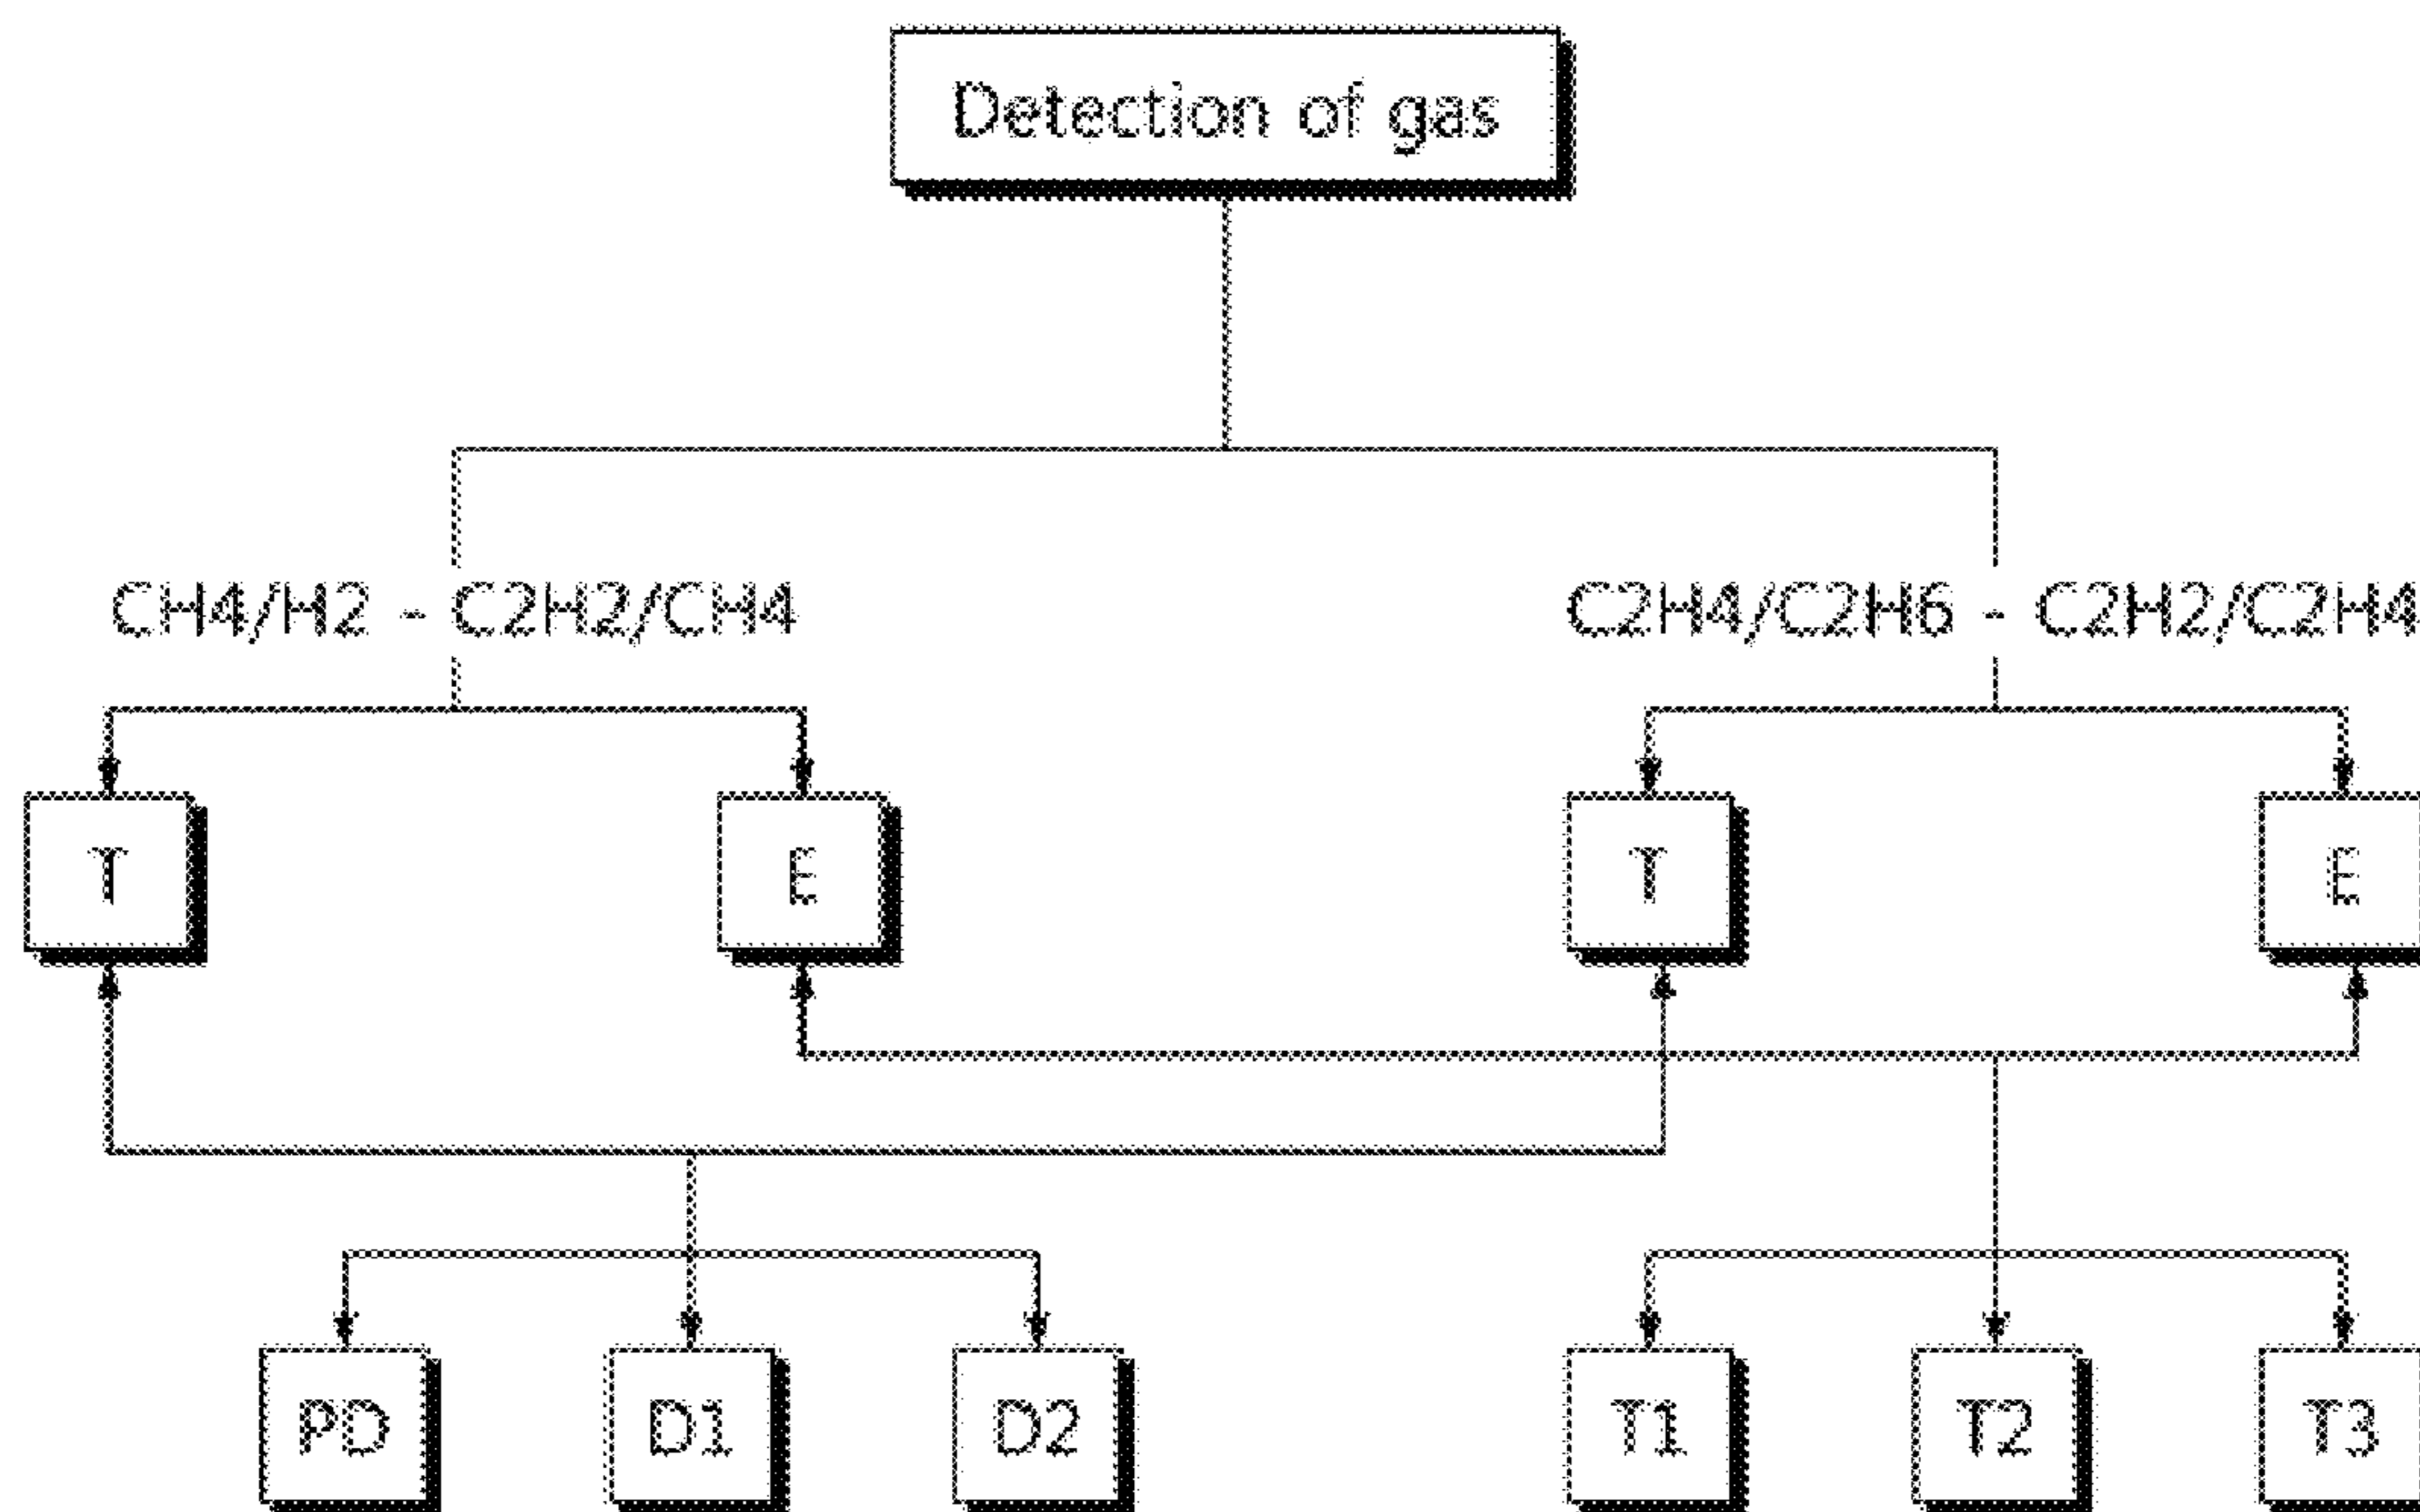 Detection of gas
CH4/H2 - C2H2/CH4
C2H4/C2H6 - C2H2/C2H4
T
E
T
E
PD
D1
D2
T1
T2
T3